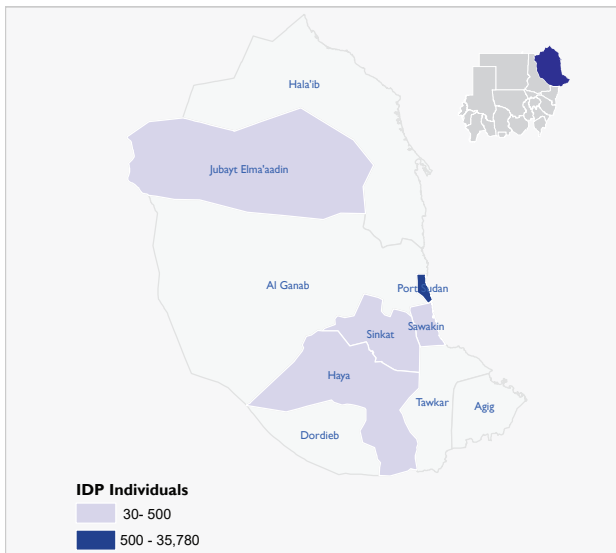 Hala'ib
Jubayt Elma'aadin
Al Ganab
Port Sudan
Sawakin
Sinkat
Haya
Tawkar
Agig
Dordieb
IDP Individuals
30- 500
500 - 35,780